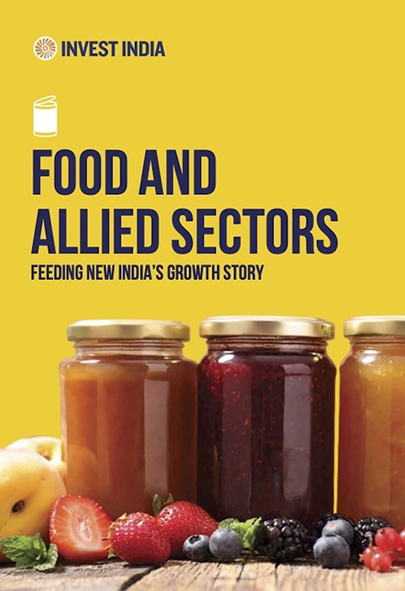 INVEST INDIA
FOOD AND
ALLIED SECTORS
FEEDING NEW INDIA'S GROWTH STORY